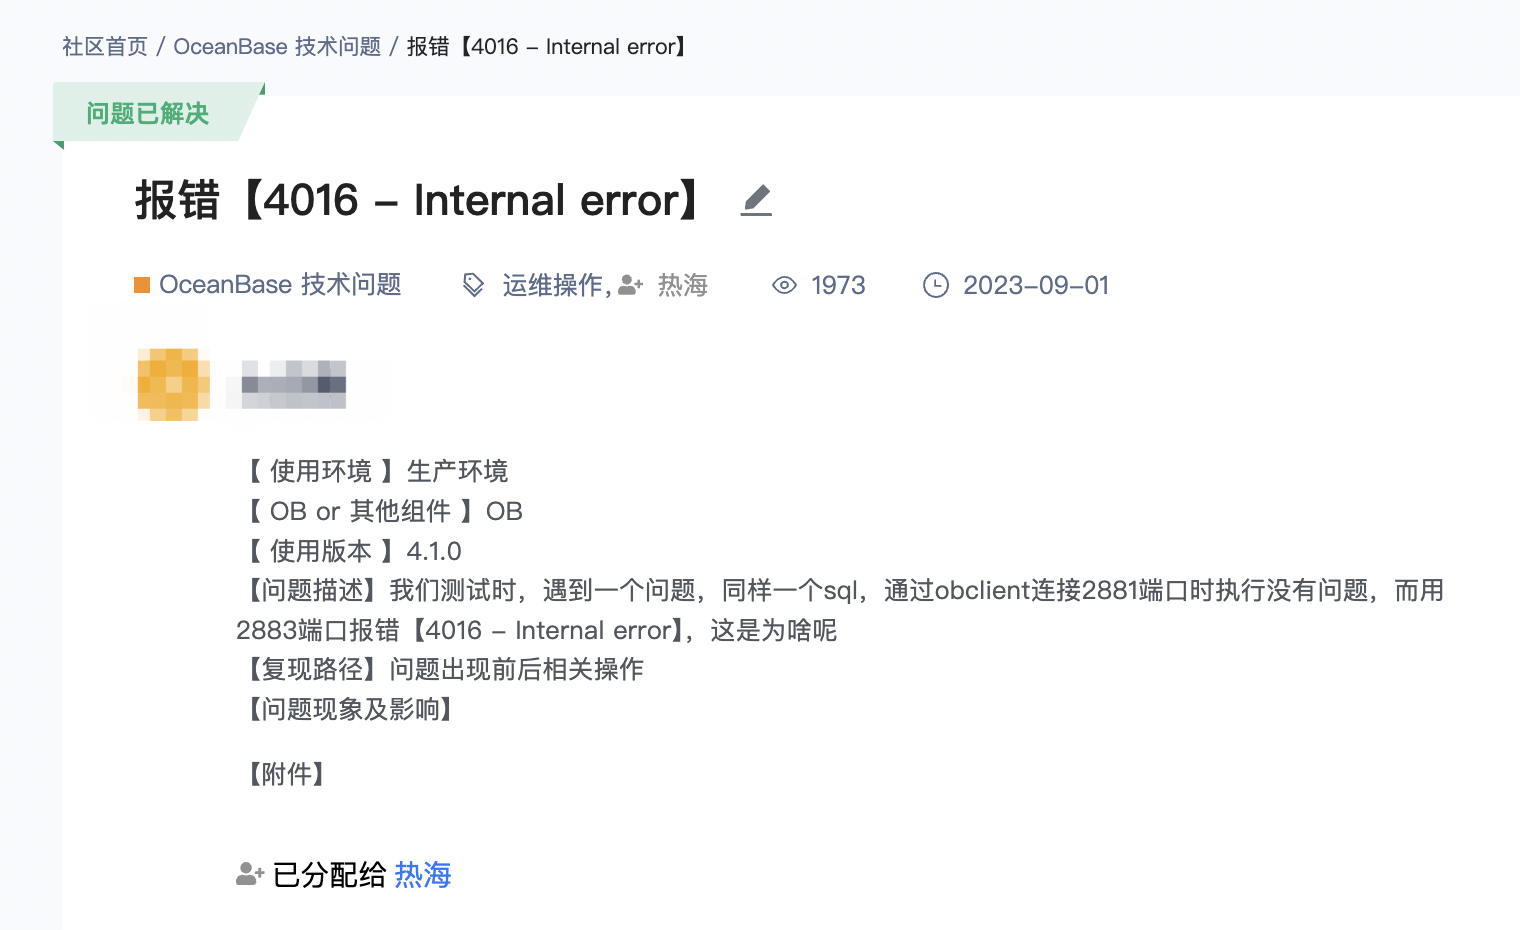 社区首页 / OceanBase 技术问题 / 报错【4016 – Internal error】
问题已解决
报错【4016 – Internal error】
OceanBase 技术问题 运维操作, 热海 1973 2023–09–01
【 使用环境 】生产环境
【 OB or 其他组件 】OB
【 使用版本 】4.1.0
【问题描述】我们测试时，遇到一个问题，同样一个sql，通过obclient连接2881端口时执行没有问题，而用
2883端口报错【4016 – Internal error】，这是为啥呢
【复现路径】问题出现前后相关操作
【问题现象及影响】
【附件】
已分配给 热海